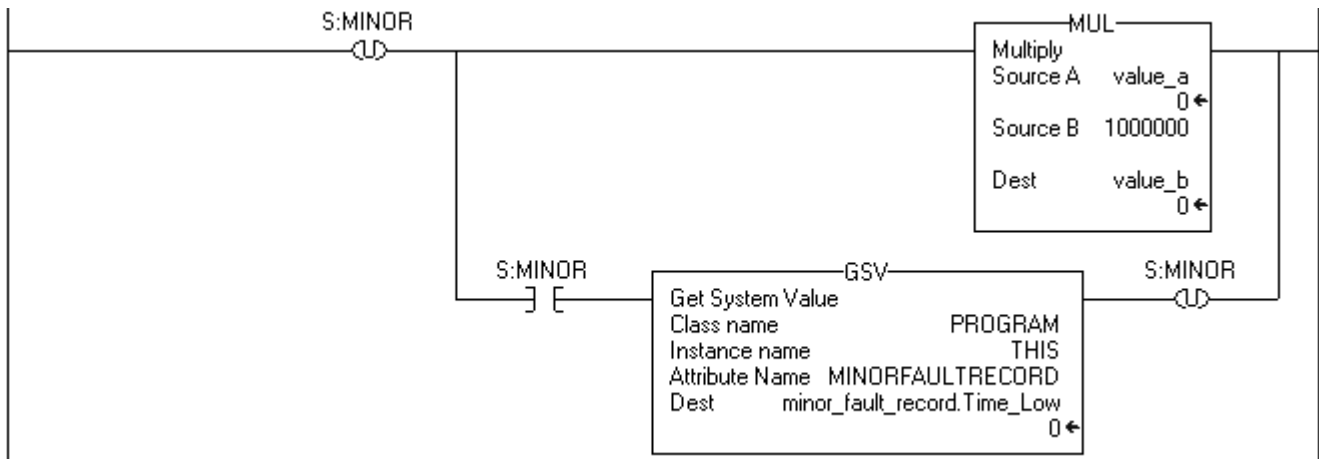 S:MINOR
U
MUL
Multiply
Source A value_a
0
Source B 1000000
Dest value_b
0
S:MINOR
GSV
Get System Value
Class name PROGRAM
Instance name THIS
Attribute Name MINORFAULTRECORD
Dest minor_fault_record.Time_Low
0
S:MINOR
U